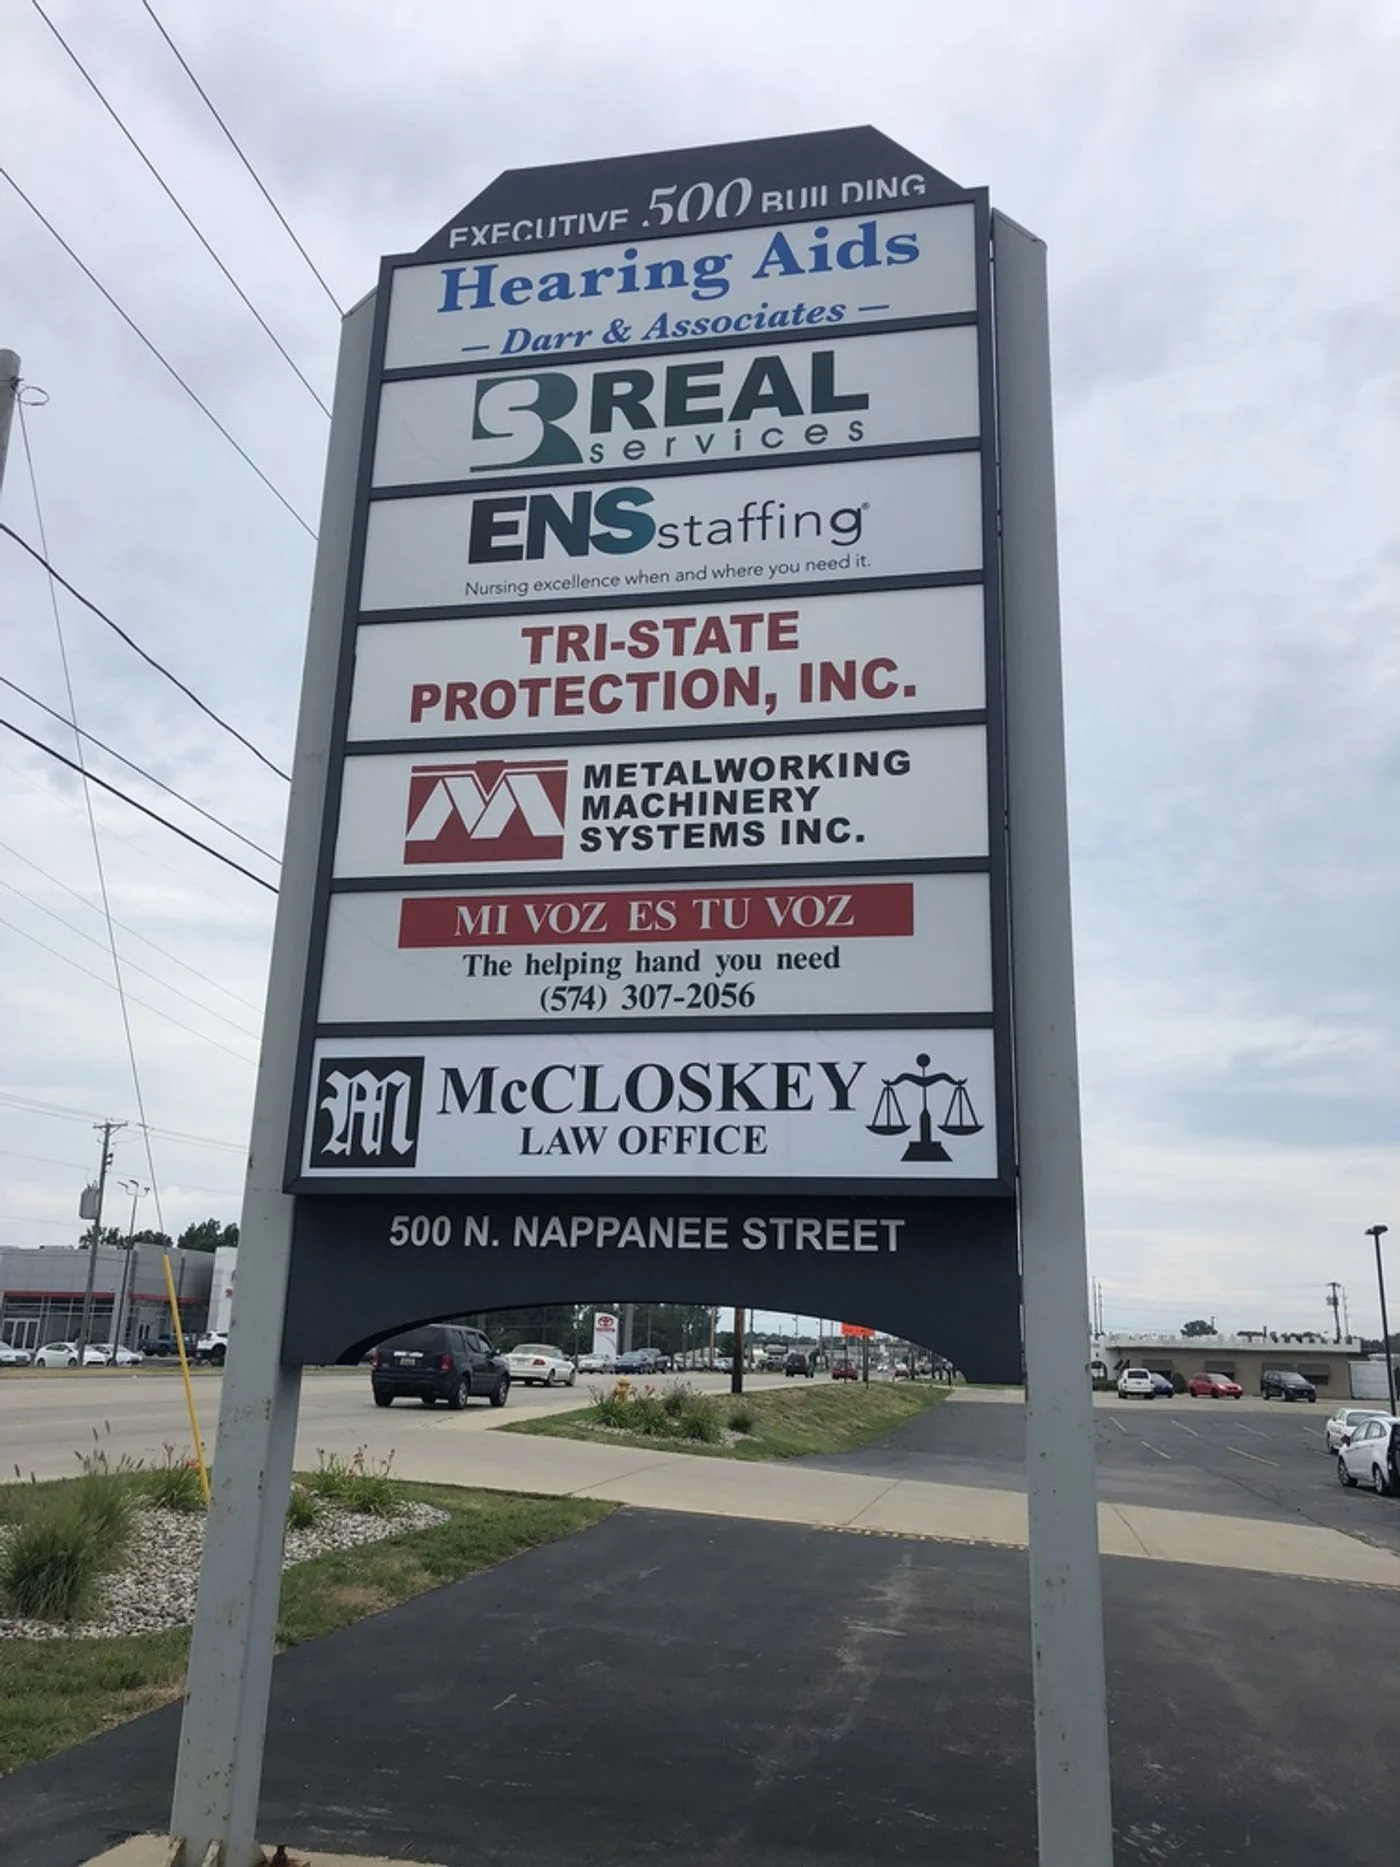 EXECUTIVE 500 BUILDING
Hearing Aids
— Darr & Associates —
REAL
services
ENS staffing®
Nursing excellence when and where you need it.
TRI-STATE
PROTECTION, INC.
METALWORKING
MACHINERY
SYSTEMS INC.
MI VOZ ES TU VOZ
The helping hand you need
(574) 307-2056
M McCLOSKEY
LAW OFFICE
500 N. NAPPANEE STREET